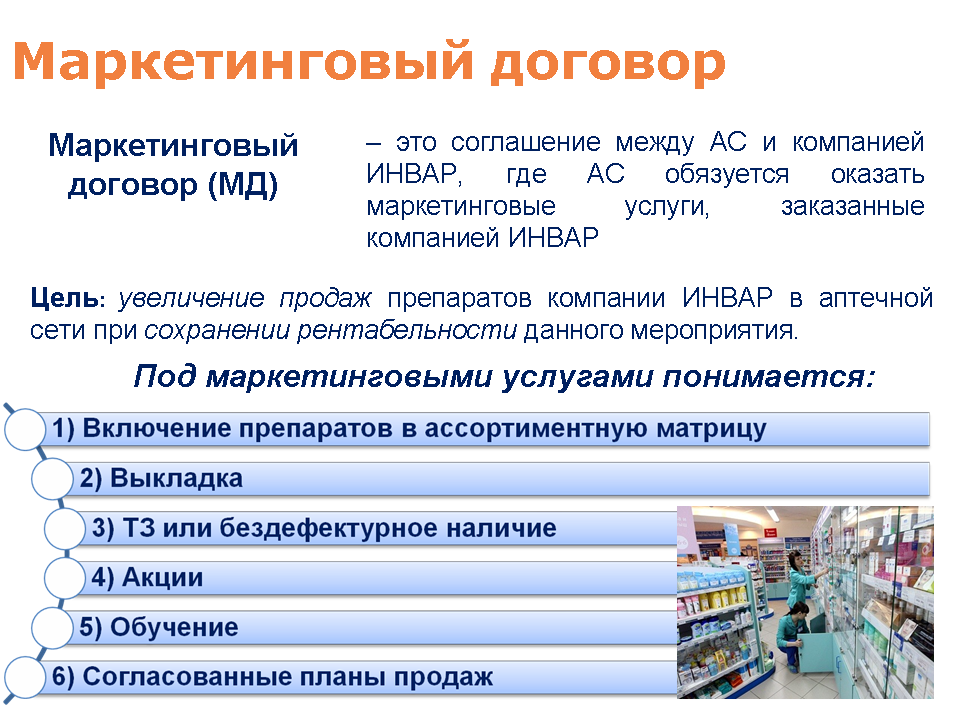 Маркетинговый договор
Маркетинговый
договор (МД)
– это соглашение между АС и компанией
ИНВАР, где АС обязуется оказать
маркетинговые услуги, заказанные
компанией ИНВАР
Цель: увеличение продаж препаратов компании ИНВАР в аптечной
сети при сохранении рентабельности данного мероприятия.
Под маркетинговыми услугами понимается:
1) Включение препаратов в ассортиментную матрицу
2) Выкладка
3) ТЗ или бездефектурное наличие
4) Акции
5) Обучение
6) Согласованные планы продаж